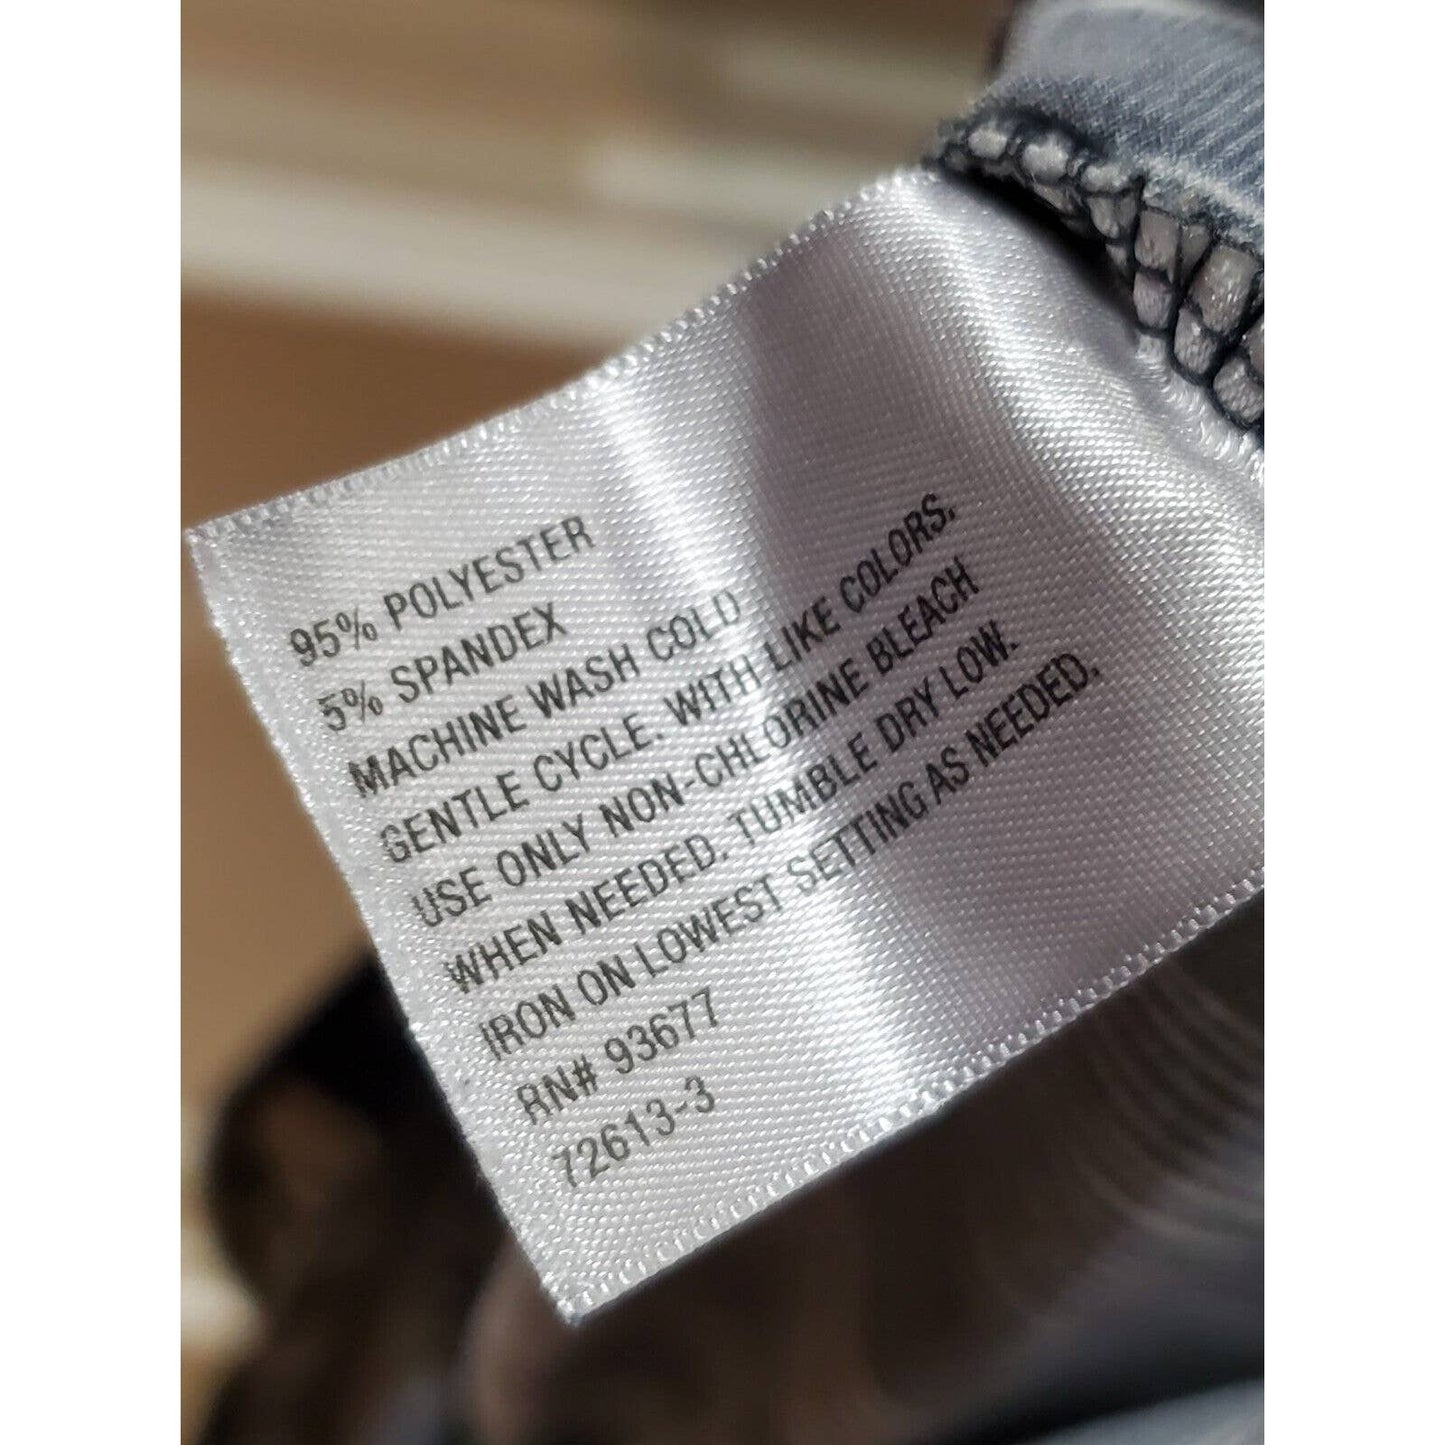 95% POLYESTER
5% SPANDEX
MACHINE WASH COLD
GENTLE CYCLE. WITH LIKE COLORS.
USE ONLY NON-CHLORINE BLEACH
WHEN NEEDED. TUMBLE DRY LOW.
IRON ON LOWEST SETTING AS NEEDED.
RN# 93677
72613-3